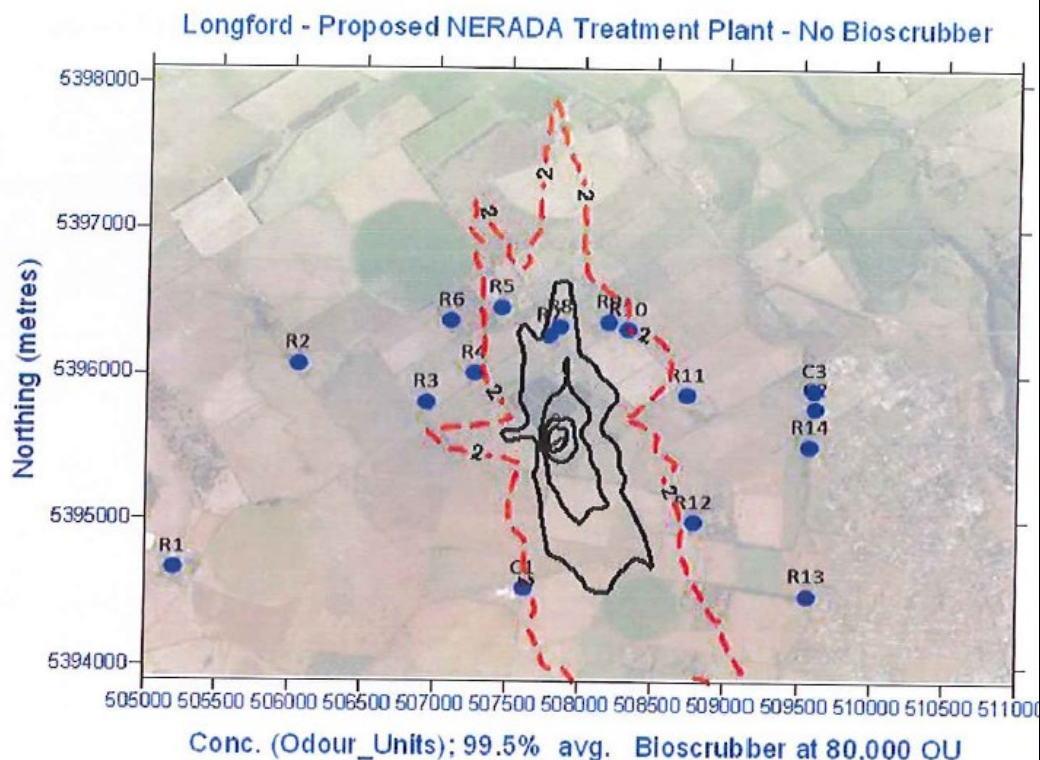 Longford - Proposed NERADA Treatment Plant - No Bioscrubber
Northing (metres)
5398000
5397000
5396000
5395000
5394000
2
2
2
R5
R6
R8
R10
2
R2
R4
R11
C3
R3
2
R14
2
2
R12
R1
C1
R13
505000 505500 506000 506500 507000 507500 508000 508500 509000 509500 510000 510500 511000
Conc. (Odour_Units); 99.5% avg. Bioscrubber at 80,000 OU